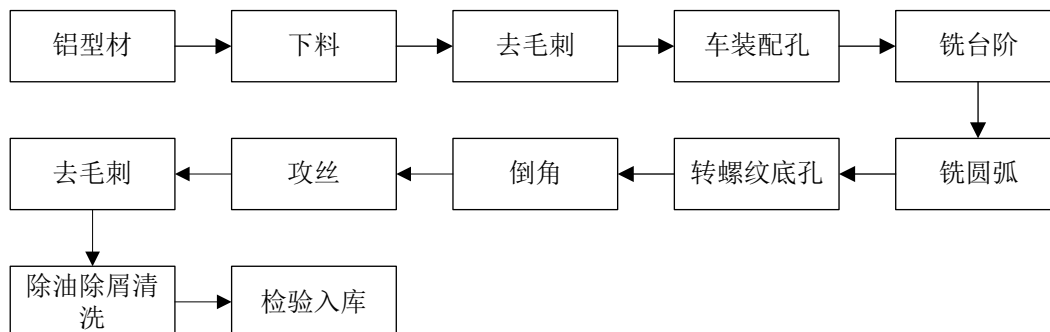 铝型材
下料
去毛刺
车装配孔
铣台阶
去毛刺
攻丝
倒角
转螺纹底孔
铣圆弧
除油除屑清
洗
检验入库